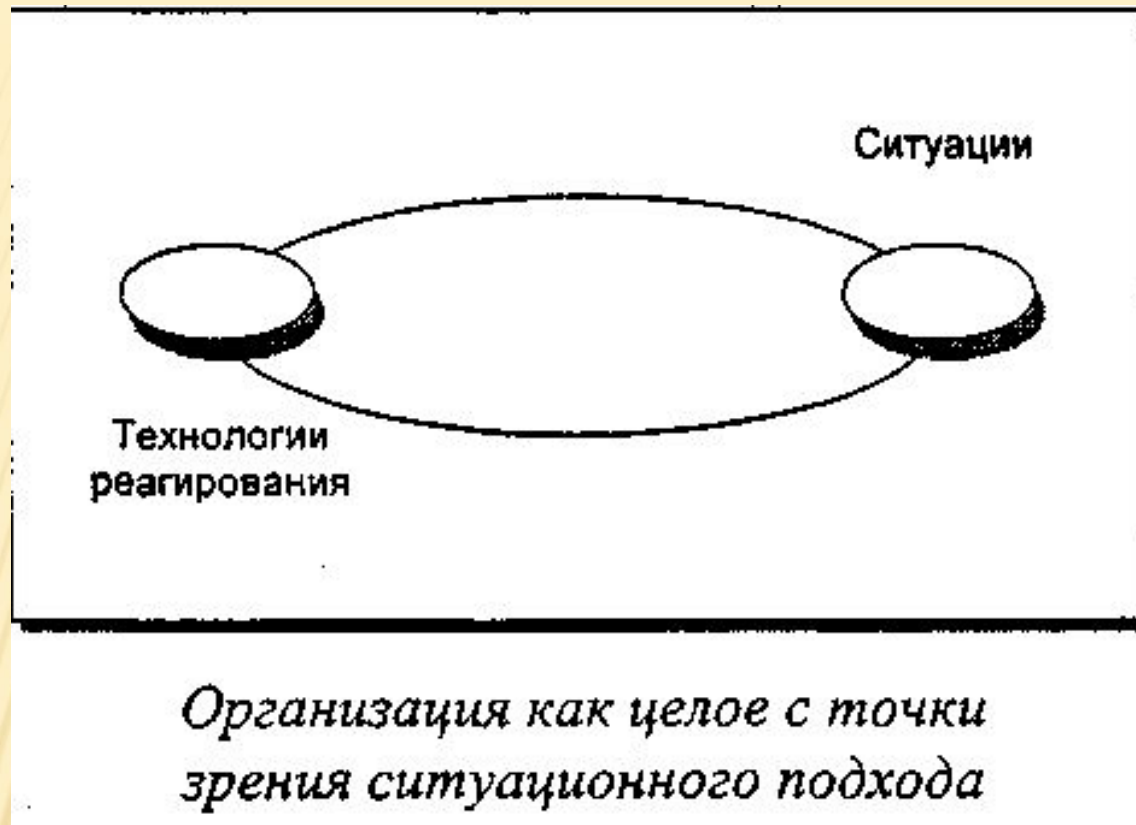 Ситуации
Технологии
реагирования
Организация как целое с точки
зрения ситуационного подхода